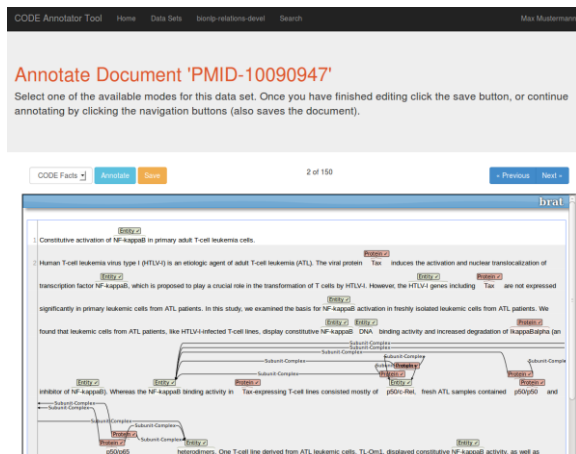 CODE Annotator Tool Home Data Sets bionlp-relations-devel Search Max Mustermann
Annotate Document 'PMID-10090947'
Select one of the available modes for this data set. Once you have finished editing click the save button, or continue
annotating by clicking the navigation buttons (also saves the document).
CODE Facts Annotate Save 2 of 150 « Previous Next »
brat
Entity ✓
1 Constitutive activation of NF-kappaB in primary adult T-cell leukemia cells.
Protein ✓
2 Human T-cell leukemia virus type I (HTLV-I) is an etiologic agent of adult T-cell leukemia (ATL). The viral protein Tax induces the activation and nuclear translocation of
Entity ✓ Entity ✓ Protein ✓
transcription factor NF-kappaB, which is proposed to play a crucial role in the transformation of T cells by HTLV-I. However, the HTLV-I genes including Tax are not expressed
Entity ✓
significantly in primary leukemic cells from ATL patients. In this study, we examined the basis for NF-kappaB activation in freshly isolated leukemic cells from ATL patients. We
Entity ✓ Entity ✓ Protein ✓
found that leukemic cells from ATL patients, like HTLV-I-infected T-cell lines, display constitutive NF-kappaB DNA binding activity and increased degradation of IkappaBalpha (an
Subunit-Complex
Subunit-Complex Subunit-Complex Subunit-Complex
Subunit-Complex Protein ✓ Protein ✓
Entity ✓ Entity ✓ Protein ✓ Protein ✓ Entity ✓ Protein ✓
inhibitor of NF-kappaB). Whereas the NF-kappaB binding activity in Tax-expressing T-cell lines consisted mostly of p50/c-Rel, fresh ATL samples contained p50/p50 and
Subunit-Complex
Subunit-Complex
Subunit-Complex
Protein ✓ Subunit-Complex
Protein ✓ Entity ✓ Entity ✓
p50/p65 heterodimers. One T-cell line derived from ATL leukemic cells, TL-Om1, displayed constitutive NF-kappaB activity, as well as